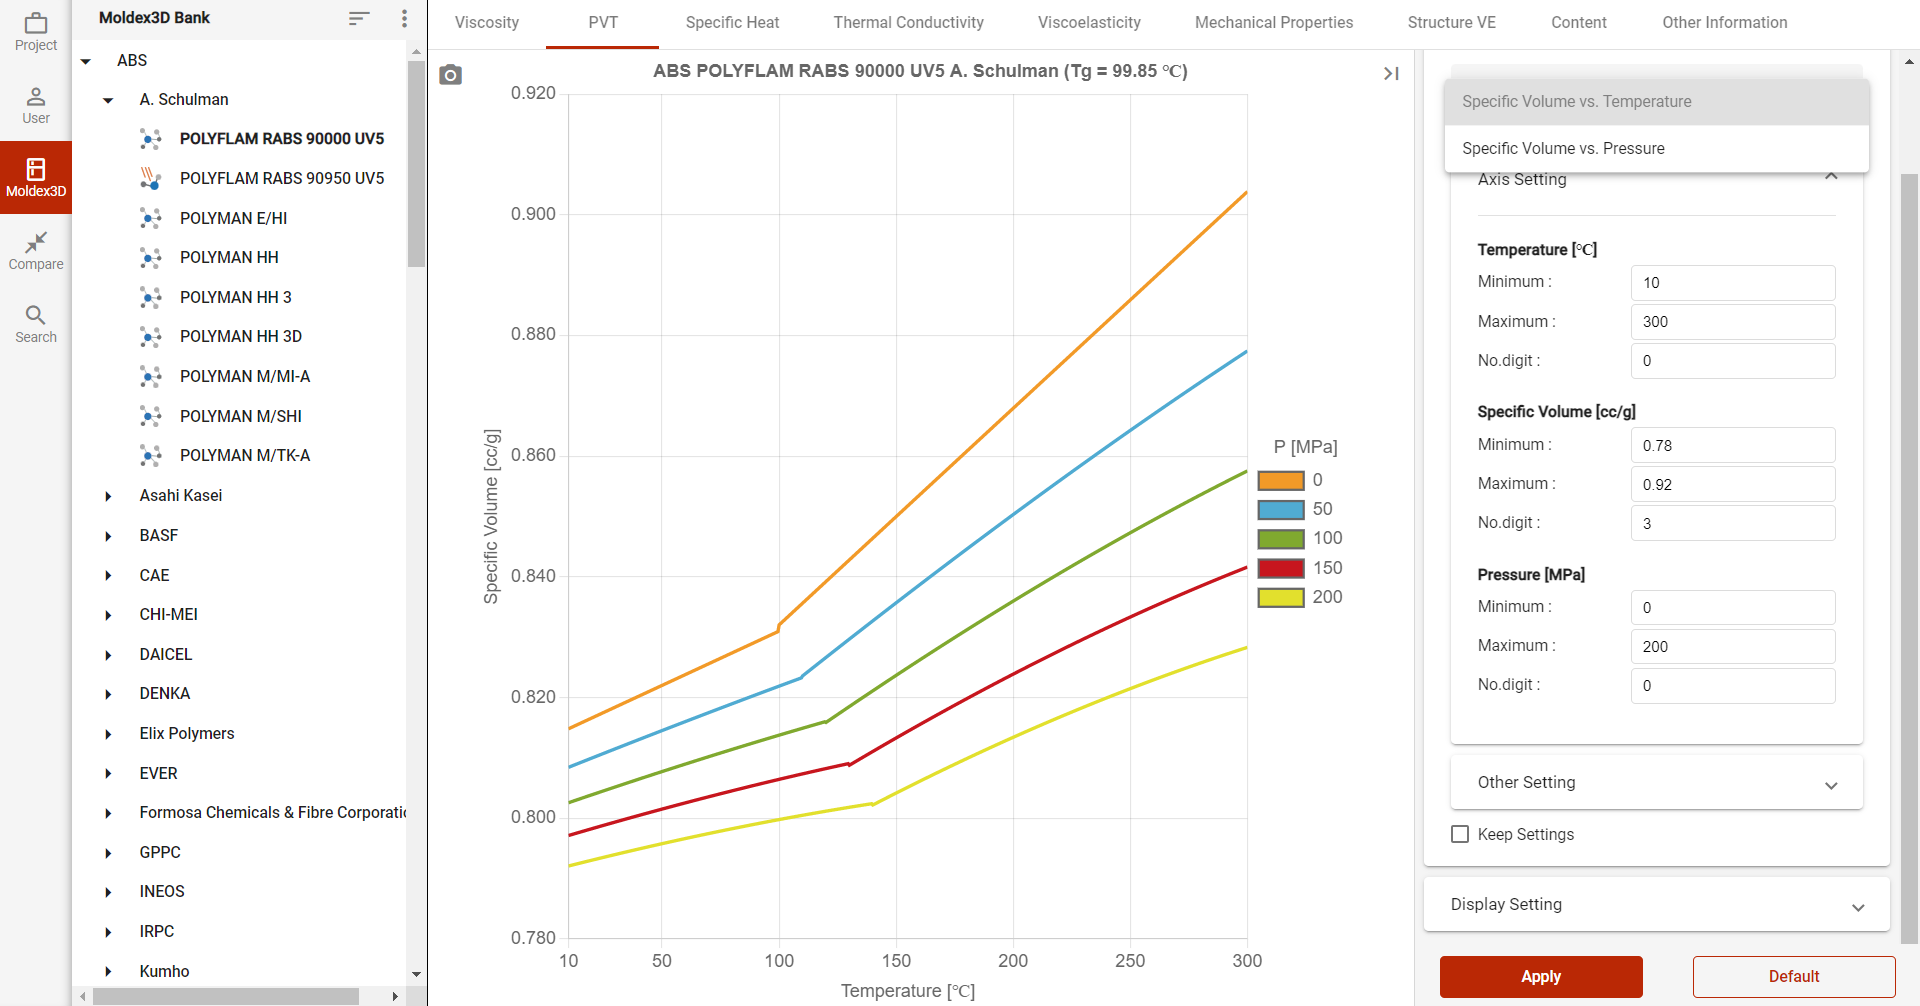 Project
User
Moldex3D
Compare
Search
Moldex3D Bank
ABS
A. Schulman
POLYFLAM RABS 90000 UV5
POLYFLAM RABS 90950 UV5
POLYMAN E/HI
POLYMAN HH
POLYMAN HH 3
POLYMAN HH 3D
POLYMAN M/MI-A
POLYMAN M/SHI
POLYMAN M/TK-A
Asahi Kasei
BASF
CAE
CHI-MEI
DAICEL
DENKA
Elix Polymers
EVER
Formosa Chemicals & Fibre Corporatio
GPPC
INEOS
IRPC
Kumho
Viscosity PVT Specific Heat Thermal Conductivity Viscoelasticity Mechanical Properties Structure VE Content Other Information
ABS POLYFLAM RABS 90000 UV5 A. Schulman (Tg = 99.85 °C)
0.920
0.900
0.880
0.860
0.840
0.820
0.800
0.780
Specific Volume [cc/g]
10 50 100 150 200 250 300
Temperature [°C]
P [MPa]
0
50
100
150
200
Specific Volume vs. Temperature
Specific Volume vs. Pressure
Axis Setting
Temperature [°C]
Minimum : 10
Maximum : 300
No.digit : 0
Specific Volume [cc/g]
Minimum : 0.78
Maximum : 0.92
No.digit : 3
Pressure [MPa]
Minimum : 0
Maximum : 200
No.digit : 0
Other Setting
Keep Settings
Display Setting
Apply Default